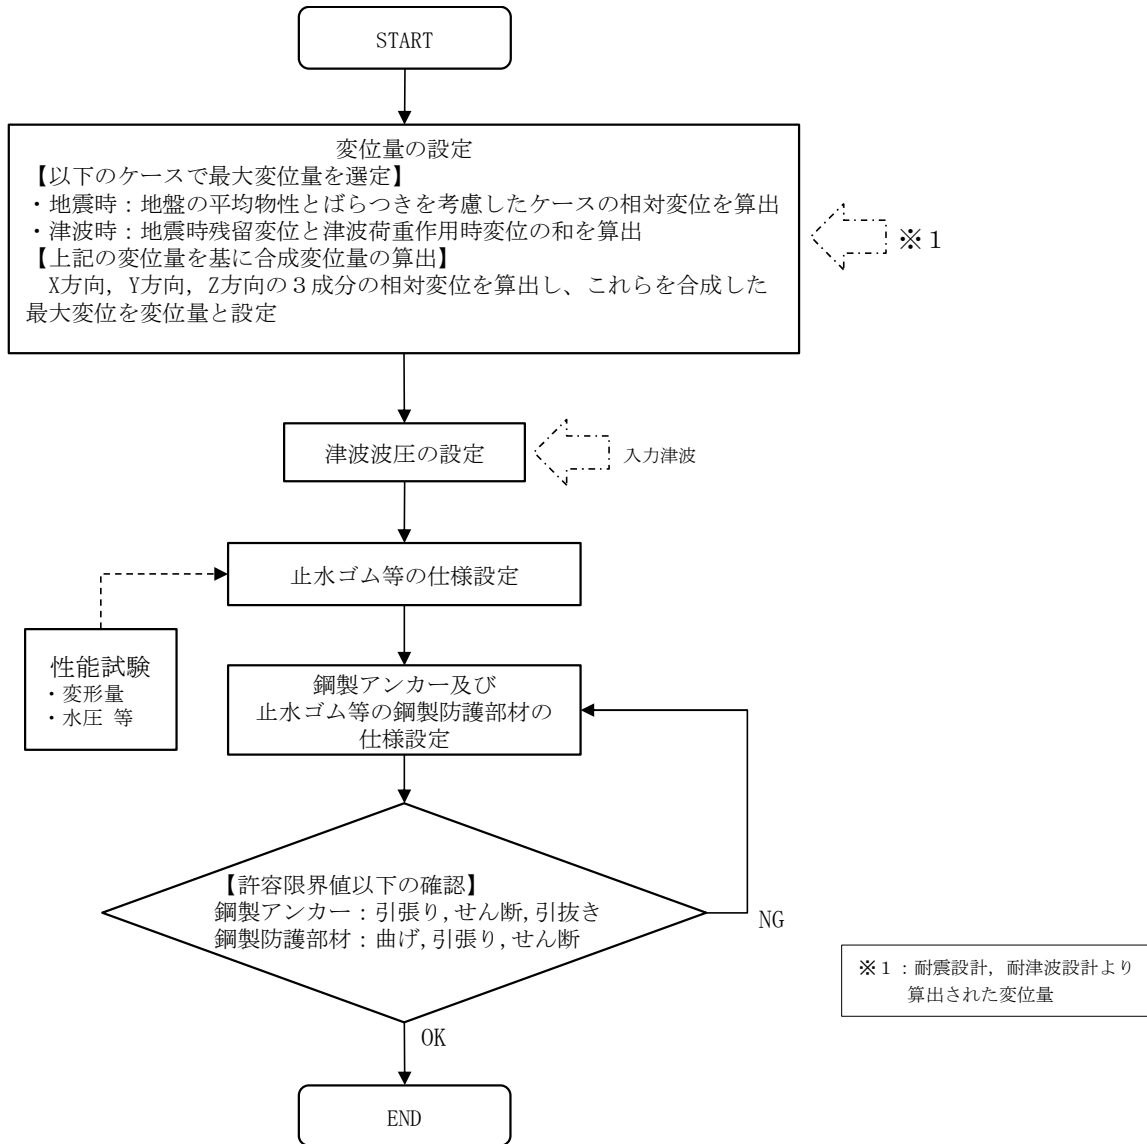 START
変位量の設定
【以下のケースで最大変位量を選定】
・地震時：地盤の平均物性とばらつきを考慮したケースの相対変位を算出
・津波時：地震時残留変位と津波荷重作用時変位の和を算出
【上記の変位量を基に合成変位量の算出】
X方向，Y方向，Z方向の３成分の相対変位を算出し、これらを合成した
最大変位を変位量と設定
※１
津波波圧の設定
入力津波
止水ゴム等の仕様設定
性能試験
・変形量
・水圧 等
鋼製アンカー及び
止水ゴム等の鋼製防護部材の
仕様設定
【許容限界値以下の確認】
鋼製アンカー：引張り,せん断,引抜き
鋼製防護部材：曲げ,引張り,せん断
NG
※１：耐震設計，耐津波設計より
算出された変位量
OK
END